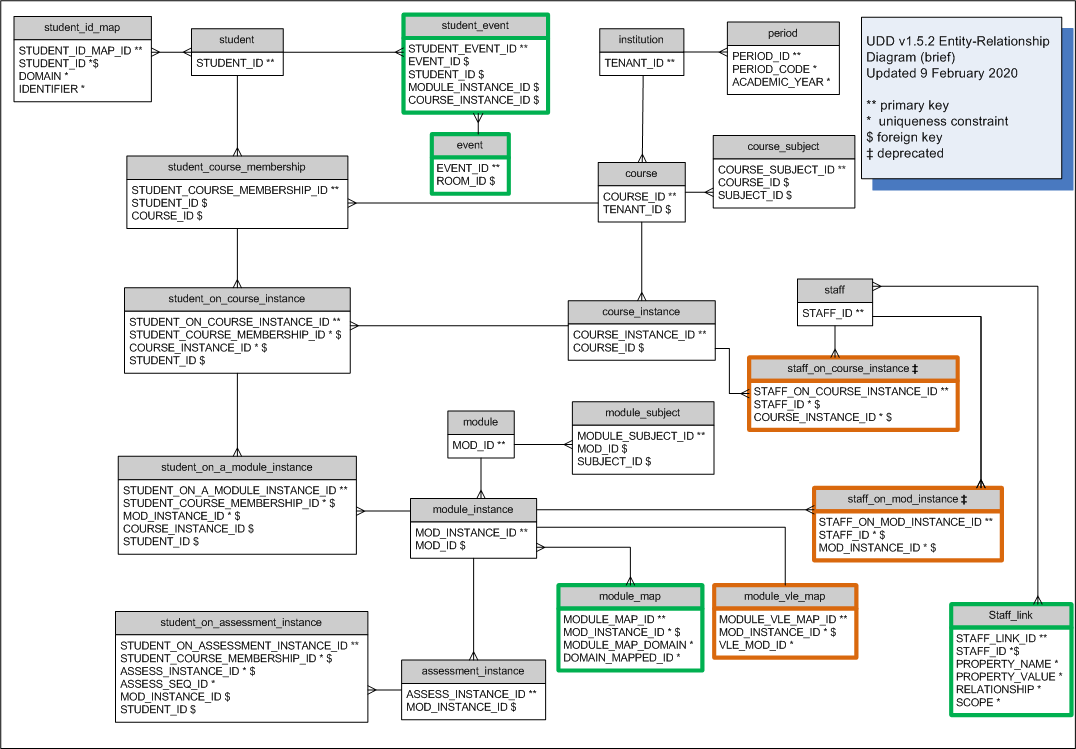 student_id_map
STUDENT_ID_MAP_ID **
STUDENT_ID *$
DOMAIN *
IDENTIFIER *
student
STUDENT_ID **
student_event
STUDENT_EVENT_ID **
EVENT_ID $
STUDENT_ID $
MODULE_INSTANCE_ID $
COURSE_INSTANCE_ID $
event
EVENT_ID **
ROOM_ID $
institution
TENANT_ID **
period
PERIOD_ID **
PERIOD_CODE *
ACADEMIC_YEAR *
UDD v1.5.2 Entity-Relationship
Diagram (brief)
Updated 9 February 2020
** primary key
* uniqueness constraint
$ foreign key
‡ deprecated
student_course_membership
STUDENT_COURSE_MEMBERSHIP_ID **
STUDENT_ID $
COURSE_ID $
course
COURSE_ID **
TENANT_ID $
course_subject
COURSE_SUBJECT_ID **
COURSE_ID $
SUBJECT_ID $
student_on_course_instance
STUDENT_ON_COURSE_INSTANCE_ID **
STUDENT_COURSE_MEMBERSHIP_ID * $
COURSE_INSTANCE_ID * $
STUDENT_ID $
course_instance
COURSE_INSTANCE_ID **
COURSE_ID $
staff
STAFF_ID **
staff_on_course_instance ‡
STAFF_ON_COURSE_INSTANCE_ID **
STAFF_ID * $
COURSE_INSTANCE_ID * $
module
MOD_ID **
module_subject
MODULE_SUBJECT_ID **
MOD_ID $
SUBJECT_ID $
student_on_a_module_instance
STUDENT_ON_A_MODULE_INSTANCE_ID **
STUDENT_COURSE_MEMBERSHIP_ID * $
MOD_INSTANCE_ID * $
COURSE_INSTANCE_ID $
STUDENT_ID $
module_instance
MOD_INSTANCE_ID **
MOD_ID $
staff_on_mod_instance ‡
STAFF_ON_MOD_INSTANCE_ID **
STAFF_ID * $
MOD_INSTANCE_ID * $
module_map
MODULE_MAP_ID **
MOD_INSTANCE_ID * $
MODULE_MAP_DOMAIN *
DOMAIN_MAPPED_ID *
module_vle_map
MODULE_VLE_MAP_ID **
MOD_INSTANCE_ID * $
VLE_MOD_ID *
Staff_link
STAFF_LINK_ID **
STAFF_ID *$
PROPERTY_NAME *
PROPERTY_VALUE *
RELATIONSHIP *
SCOPE *
student_on_assessment_instance
STUDENT_ON_ASSESSMENT_INSTANCE_ID **
STUDENT_COURSE_MEMBERSHIP_ID * $
ASSESS_INSTANCE_ID * $
ASSESS_SEQ_ID *
MOD_INSTANCE_ID $
STUDENT_ID $
assessment_instance
ASSESS_INSTANCE_ID **
MOD_INSTANCE_ID $